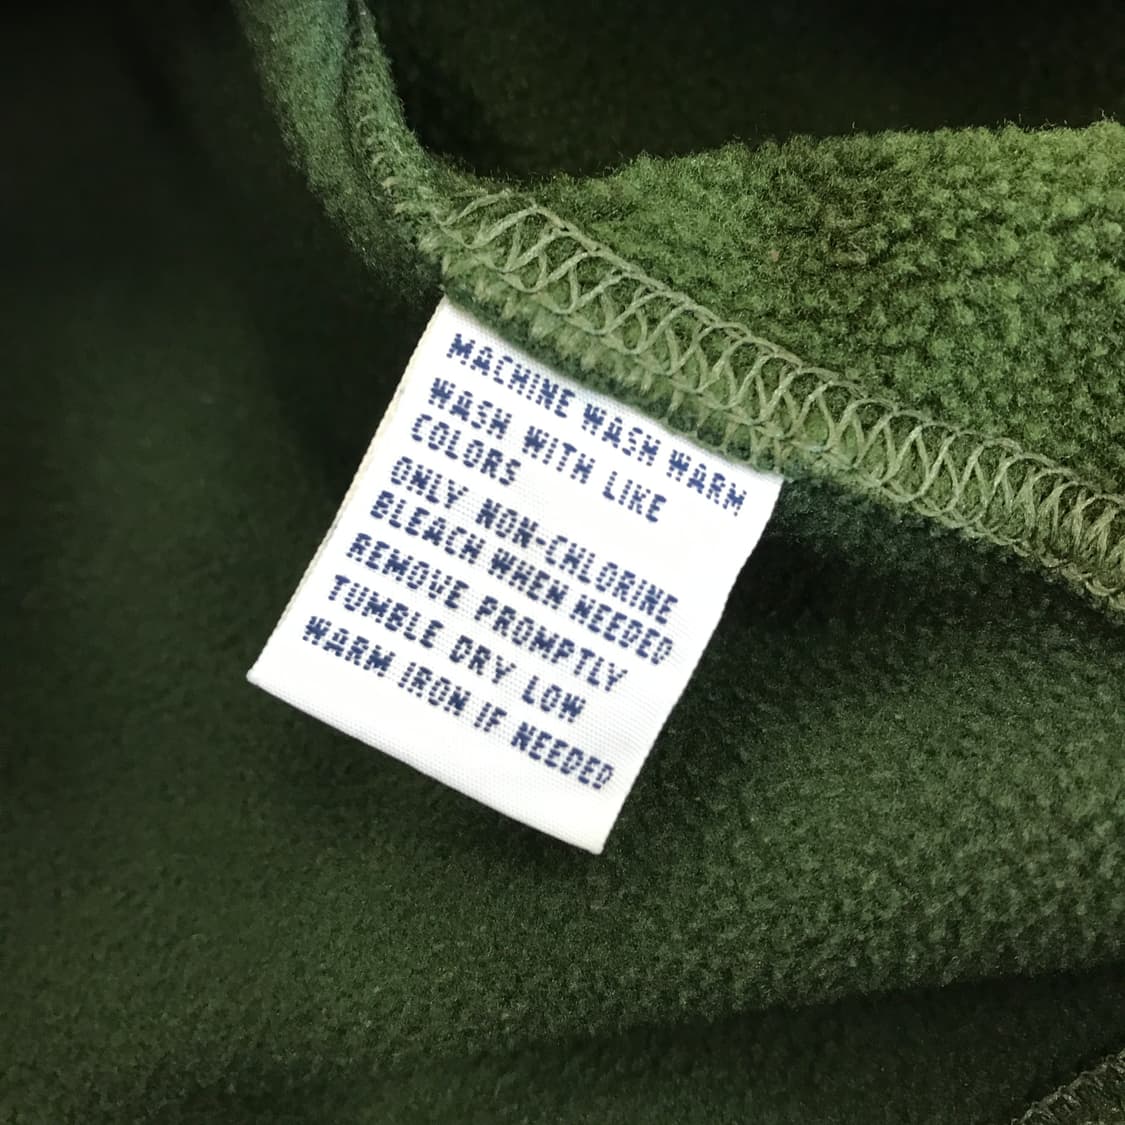 MACHINE WASH WARM
WASH WITH LIKE
COLORS
ONLY NON-CHLORINE
BLEACH WHEN NEEDED
REMOVE PROMPTLY
TUMBLE DRY LOW
WARM IRON IF NEEDED